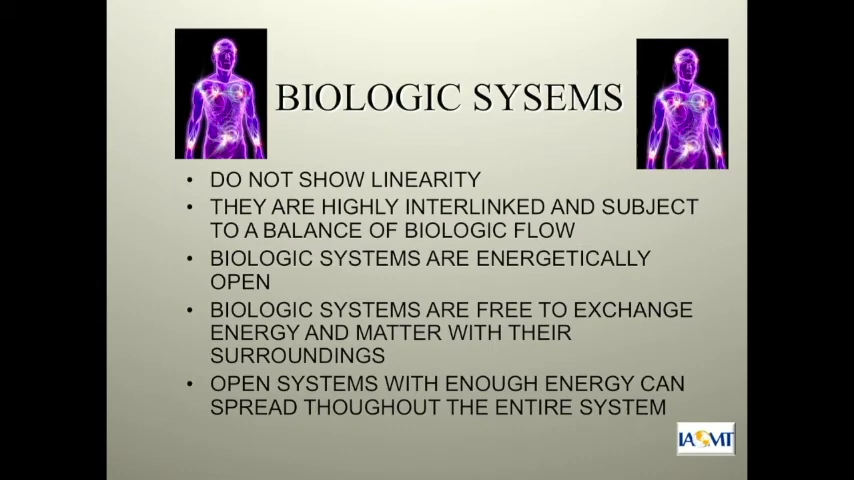 BIOLOGIC SYSEMS
• DO NOT SHOW LINEARITY
• THEY ARE HIGHLY INTERLINKED AND SUBJECT
TO A BALANCE OF BIOLOGIC FLOW
• BIOLOGIC SYSTEMS ARE ENERGETICALLY
OPEN
• BIOLOGIC SYSTEMS ARE FREE TO EXCHANGE
ENERGY AND MATTER WITH THEIR
SURROUNDINGS
• OPEN SYSTEMS WITH ENOUGH ENERGY CAN
SPREAD THOUGHOUT THE ENTIRE SYSTEM
IAOMT